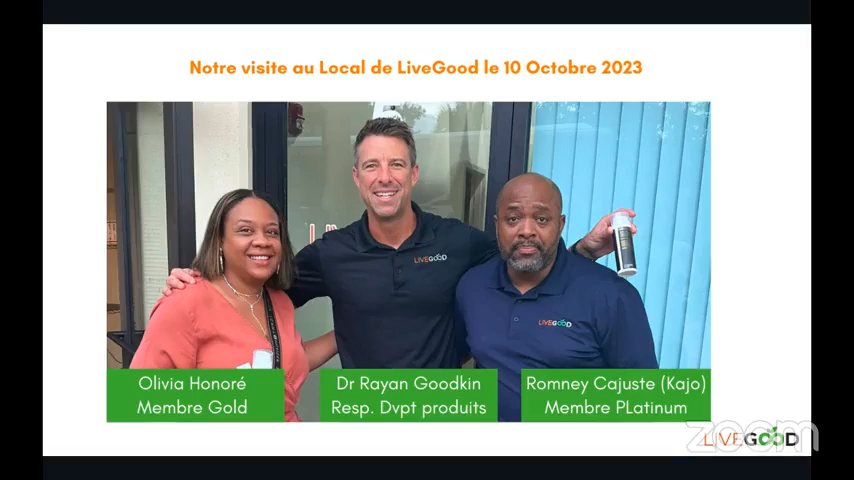 Notre visite au Local de LiveGood le 10 Octobre 2023
LIVEGOOD
LIVEGOOD
Olivia Honoré
Membre Gold
Dr Rayan Goodkin
Resp. Dvpt produits
Romney Cajuste (Kajo)
Membre PLatinum
zoom
LIVEGOOD